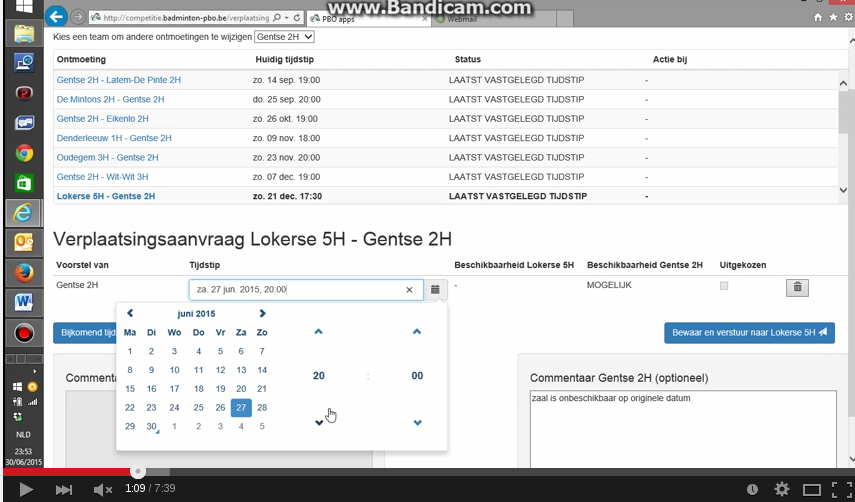 www.Bandicam.com
http://competitie.badminton-pbo.be/verplaatsing
PBO apps
Webmail
Kies een team om andere ontmoetingen te wijzigen Gentse 2H
Ontmoeting Huidig tijdstip Status Actie bij
Gentse 2H - Latem-De Pinte 2H zo. 14 sep. 19:00 LAATST VASTGELEGD TIJDSTIP -
De Mintons 2H - Gentse 2H do. 25 sep. 20:00 LAATST VASTGELEGD TIJDSTIP -
Gentse 2H - Eikenlo 2H zo. 26 okt. 19:00 LAATST VASTGELEGD TIJDSTIP -
Denderleeuw 1H - Gentse 2H zo. 09 nov. 18:00 LAATST VASTGELEGD TIJDSTIP -
Oudegem 3H - Gentse 2H zo. 23 nov. 20:00 LAATST VASTGELEGD TIJDSTIP -
Gentse 2H - Wit-Wit 3H zo. 07 dec. 19:00 LAATST VASTGELEGD TIJDSTIP -
Lokerse 5H - Gentse 2H zo. 21 dec. 17:30 LAATST VASTGELEGD TIJDSTIP -
Verplaatsingsaanvraag Lokerse 5H - Gentse 2H
Voorstel van Tijdstip Beschikbaarheid Lokerse 5H Beschikbaarheid Gentse 2H Uitgekozen
Gentse 2H za. 27 jun. 2015, 20:00 - MOGELIJK
juni 2015
Ma Di Wo Do Vr Za Zo
1 2 3 4 5 6 7
8 9 10 11 12 13 14
15 16 17 18 19 20 21
22 23 24 25 26 27 28
29 30 1 2 3 4 5
20 : 00
Bijkomend tijd
Bewaar en verstuur naar Lokerse 5H
Commenta
Commentaar Gentse 2H (optioneel)
zaal is onbeschikbaar op originele datum
NLD
23:53
30/06/2015
1:09 / 7:39